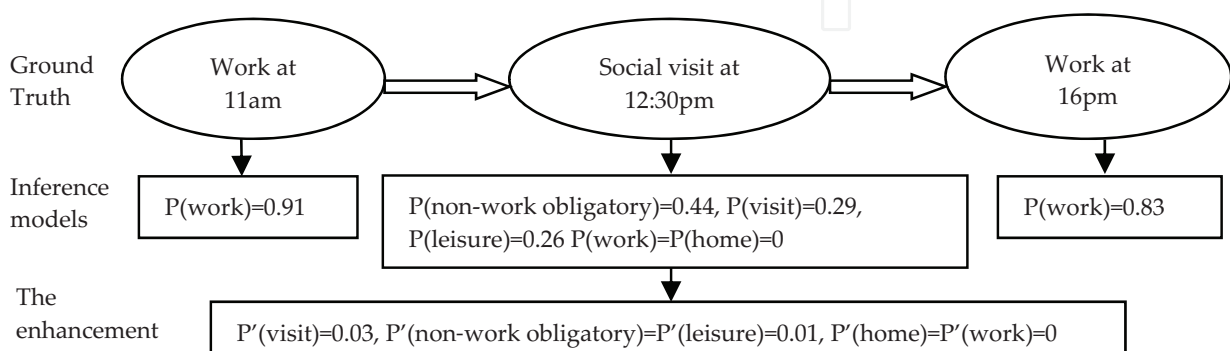 Ground
Truth
Work at
11am
Social visit at
12:30pm
Work at
16pm
Inference
models
P(work)=0.91
P(non-work obligatory)=0.44, P(visit)=0.29,
P(leisure)=0.26 P(work)=P(home)=0
P(work)=0.83
The
enhancement
P’(visit)=0.03, P’(non-work obligatory)=P’(leisure)=0.01, P’(home)=P’(work)=0